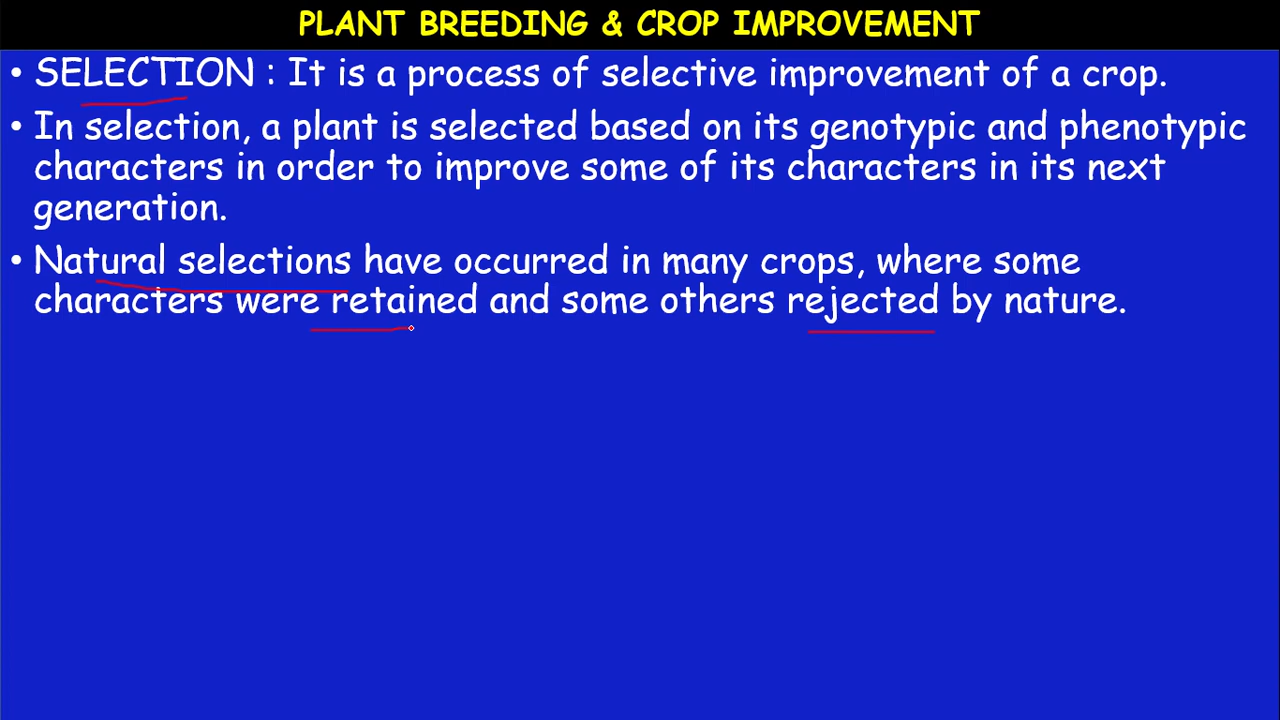 PLANT BREEDING & CROP IMPROVEMENT
• SELECTION : It is a process of selective improvement of a crop.
• In selection, a plant is selected based on its genotypic and phenotypic
characters in order to improve some of its characters in its next
generation.
• Natural selections have occurred in many crops, where some
characters were retained and some others rejected by nature.